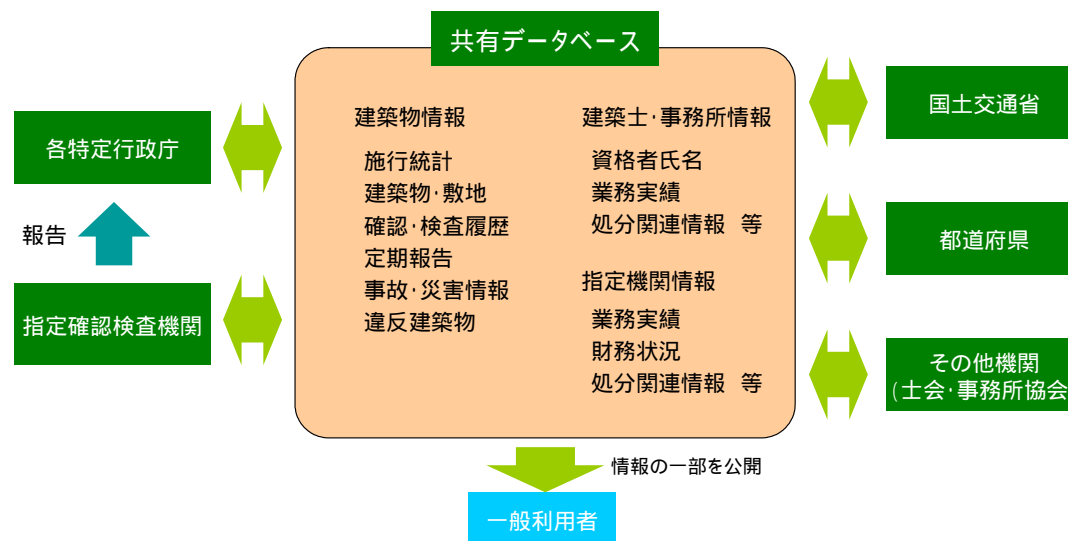 共有データベース
各特定行政庁
報告
指定確認検査機関
建築物情報
施行統計
建築物・敷地
確認・検査履歴
定期報告
事故・災害情報
違反建築物
建築士・事務所情報
資格者氏名
業務実績
処分関連情報 等
指定機関情報
業務実績
財務状況
処分関連情報 等
国土交通省
都道府県
その他機関
(士会・事務所協会
情報の一部を公開
一般利用者